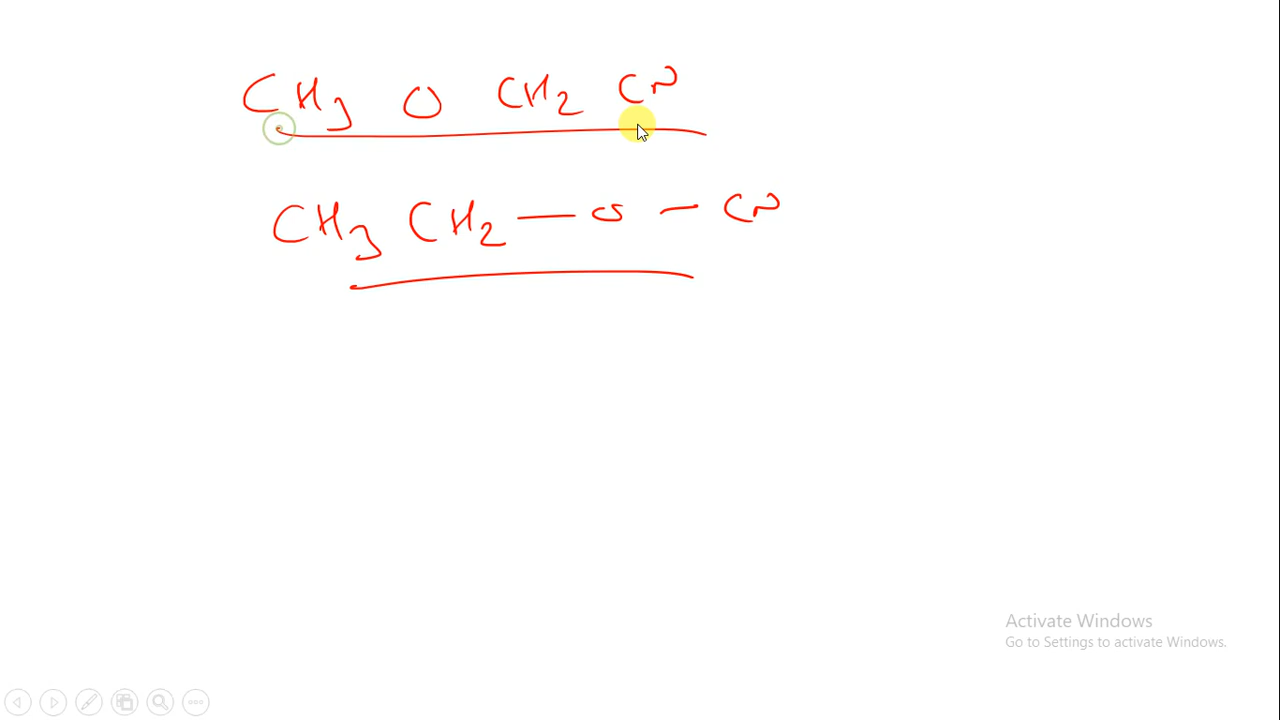 CH3 O CH2 CN
CH3 CH2 — O — CN
Activate Windows
Go to Settings to activate Windows.